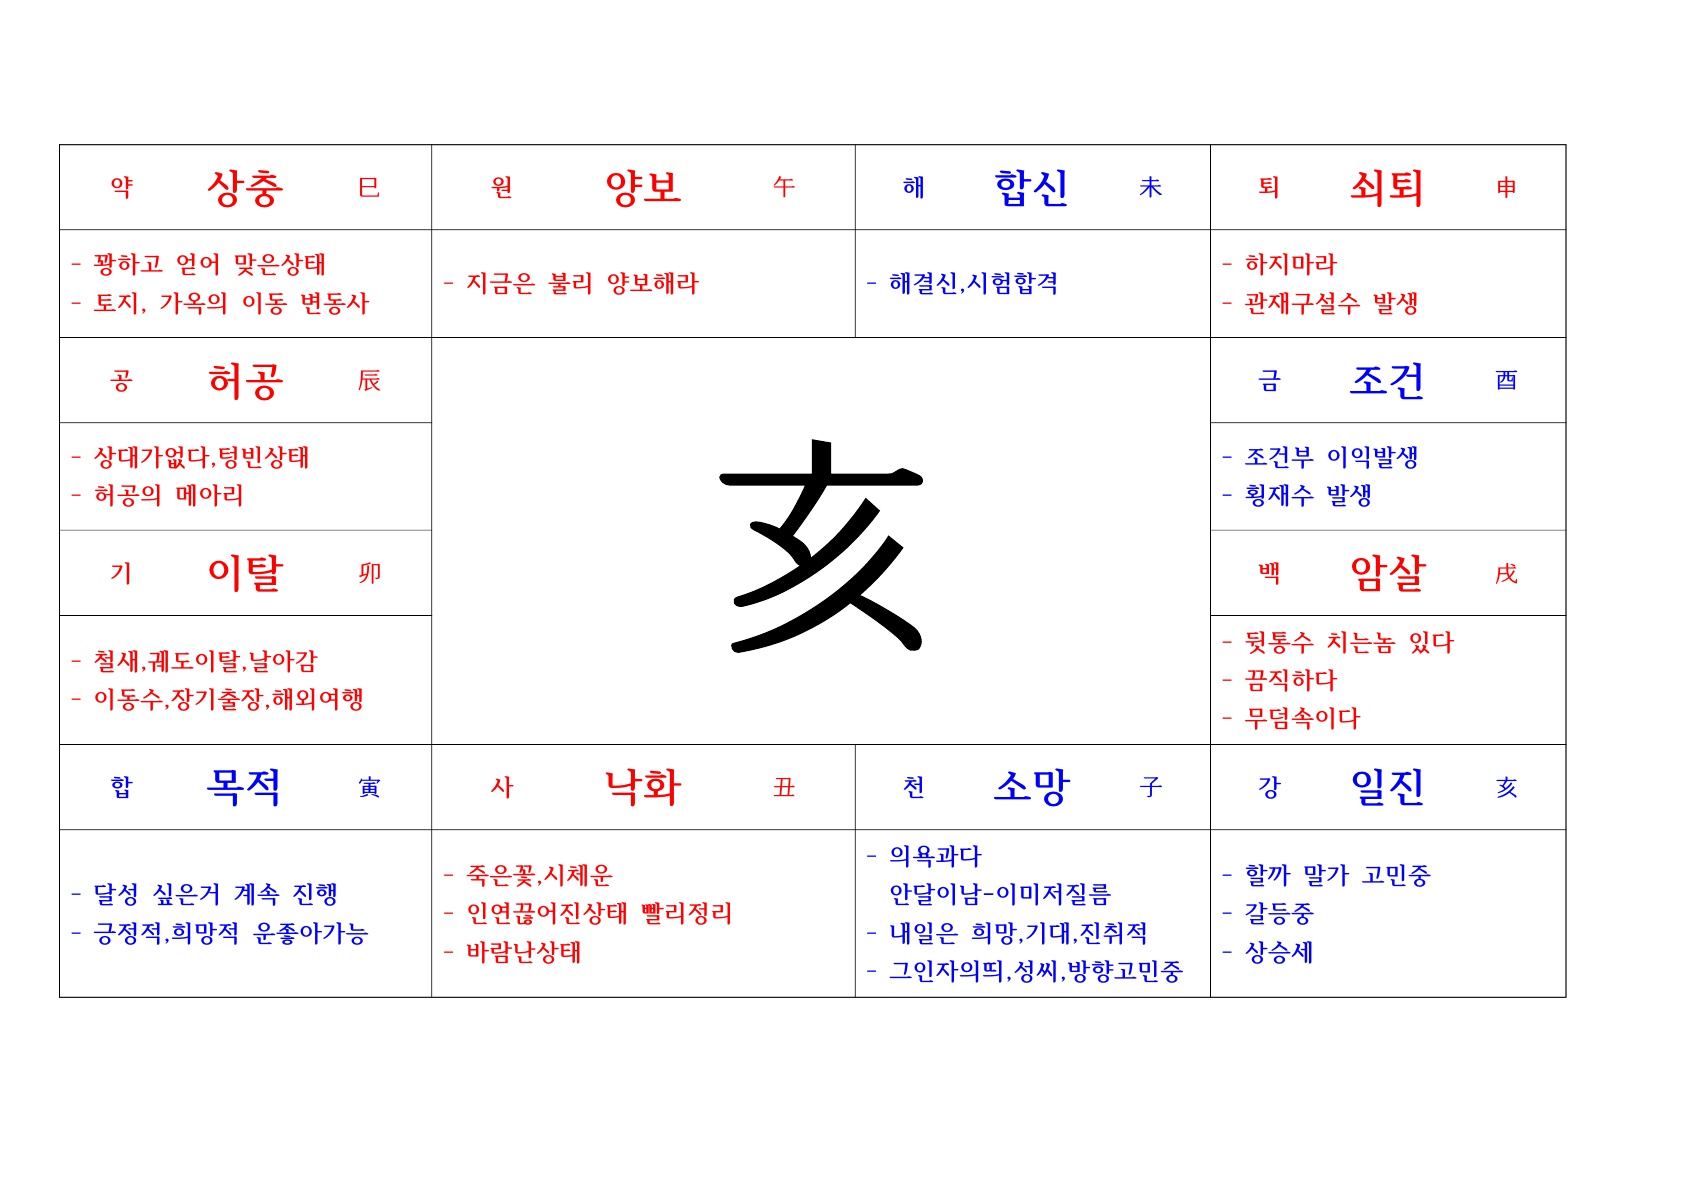 약 상충 巳
- 꽝하고 얻어 맞은상태
- 토지, 가옥의 이동 변동사
원 양보 午
- 지금은 불리 양보해라
해 합신 未
- 해결신,시험합격
퇴 쇠퇴 申
- 하지마라
- 관재구설수 발생
공 허공 辰
- 상대가없다,텅빈상태
- 허공의 메아리
亥
금 조건 酉
- 조건부 이익발생
- 횡재수 발생
기 이탈 卯
- 철새,궤도이탈,날아감
- 이동수,장기출장,해외여행
백 암살 戌
- 뒷통수 치는놈 있다
- 끔직하다
- 무덤속이다
합 목적 寅
- 달성 싶은거 계속 진행
- 긍정적,희망적 운좋아가능
사 낙화 丑
- 죽은꽃,시체운
- 인연끊어진상태 빨리정리
- 바람난상태
천 소망 子
- 의욕과다
안달이남-이미저질름
- 내일은 희망,기대,진취적
- 그인자의띄,성씨,방향고민중
강 일진 亥
- 할까 말가 고민중
- 갈등중
- 상승세